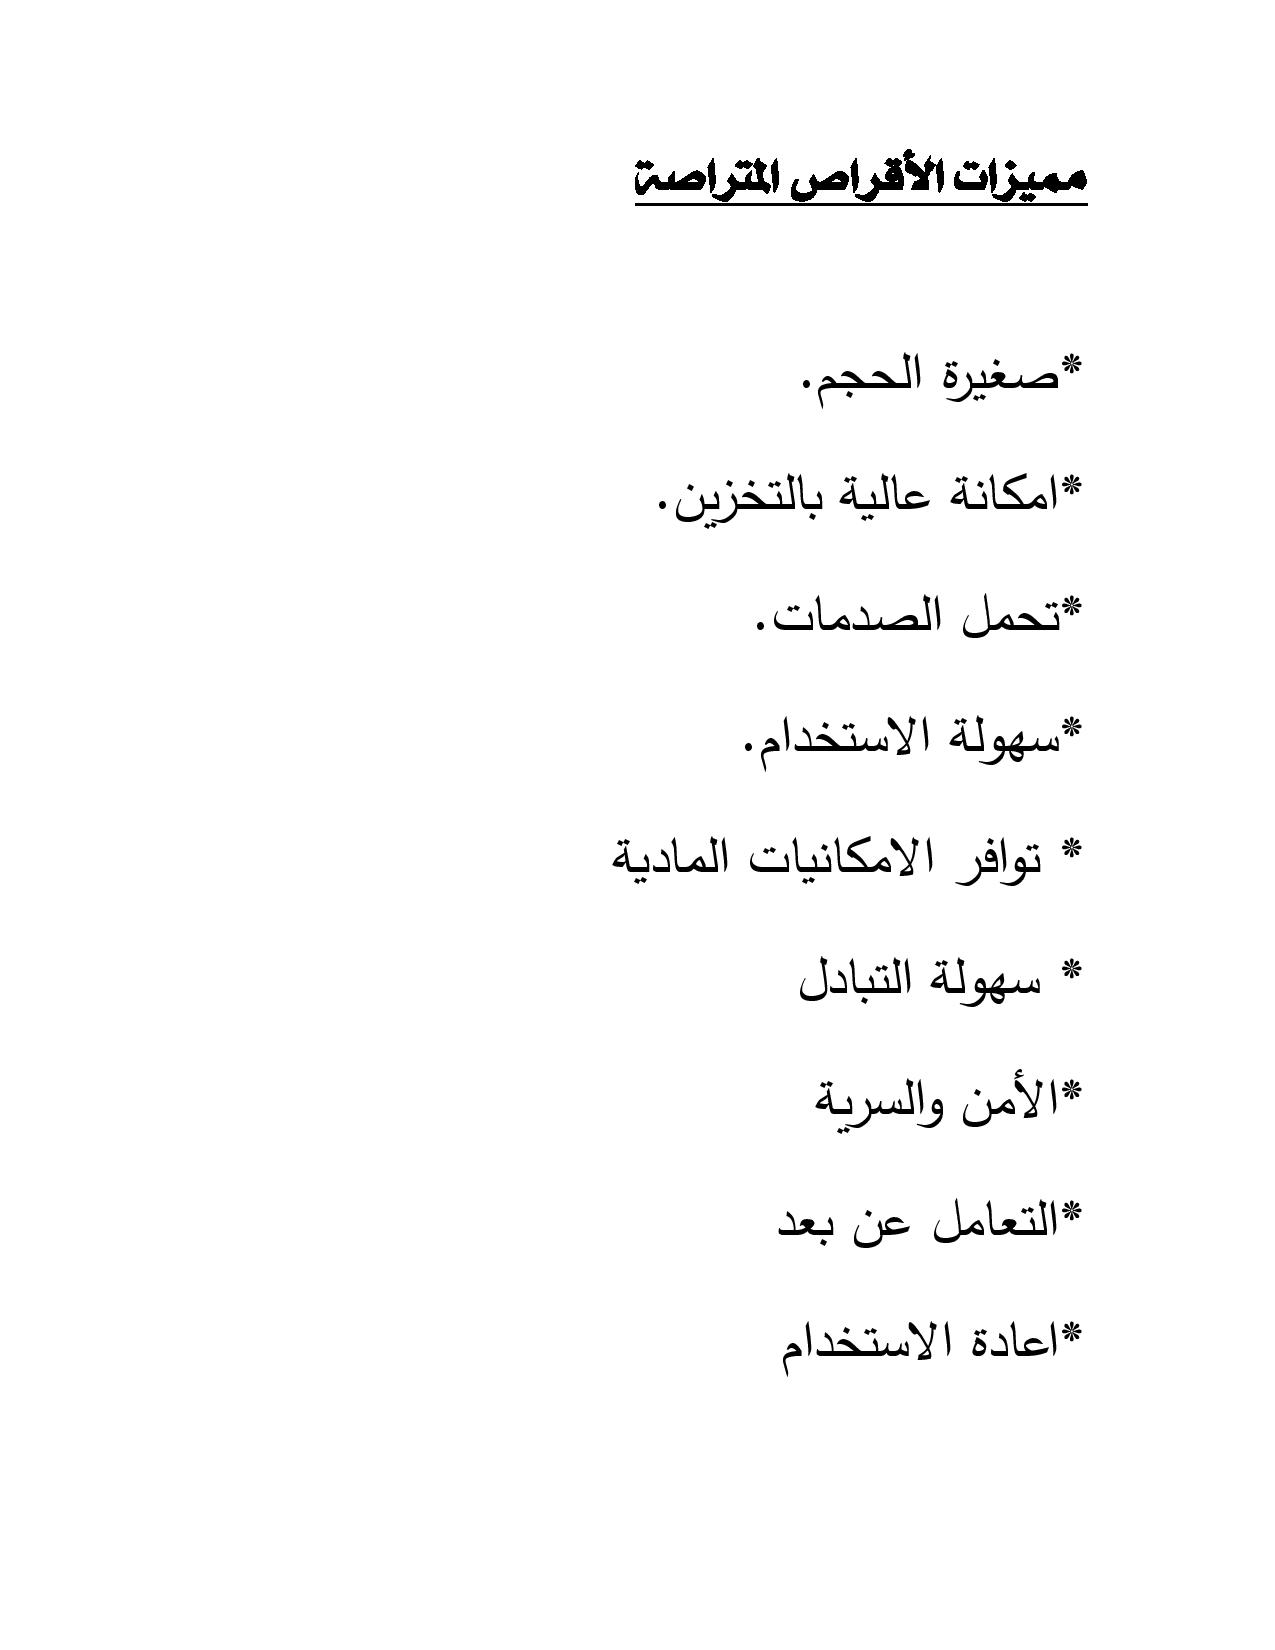 مميزات الأقراص المتراصة
*صغيرة الحجم.
*امكانة عالية بالتخزين.
*تحمل الصدمات.
*سهولة الاستخدام.
* توافر الامكانيات المادية
* سهولة التبادل
*الأمن والسرية
*التعامل عن بعد
*اعادة الاستخدام